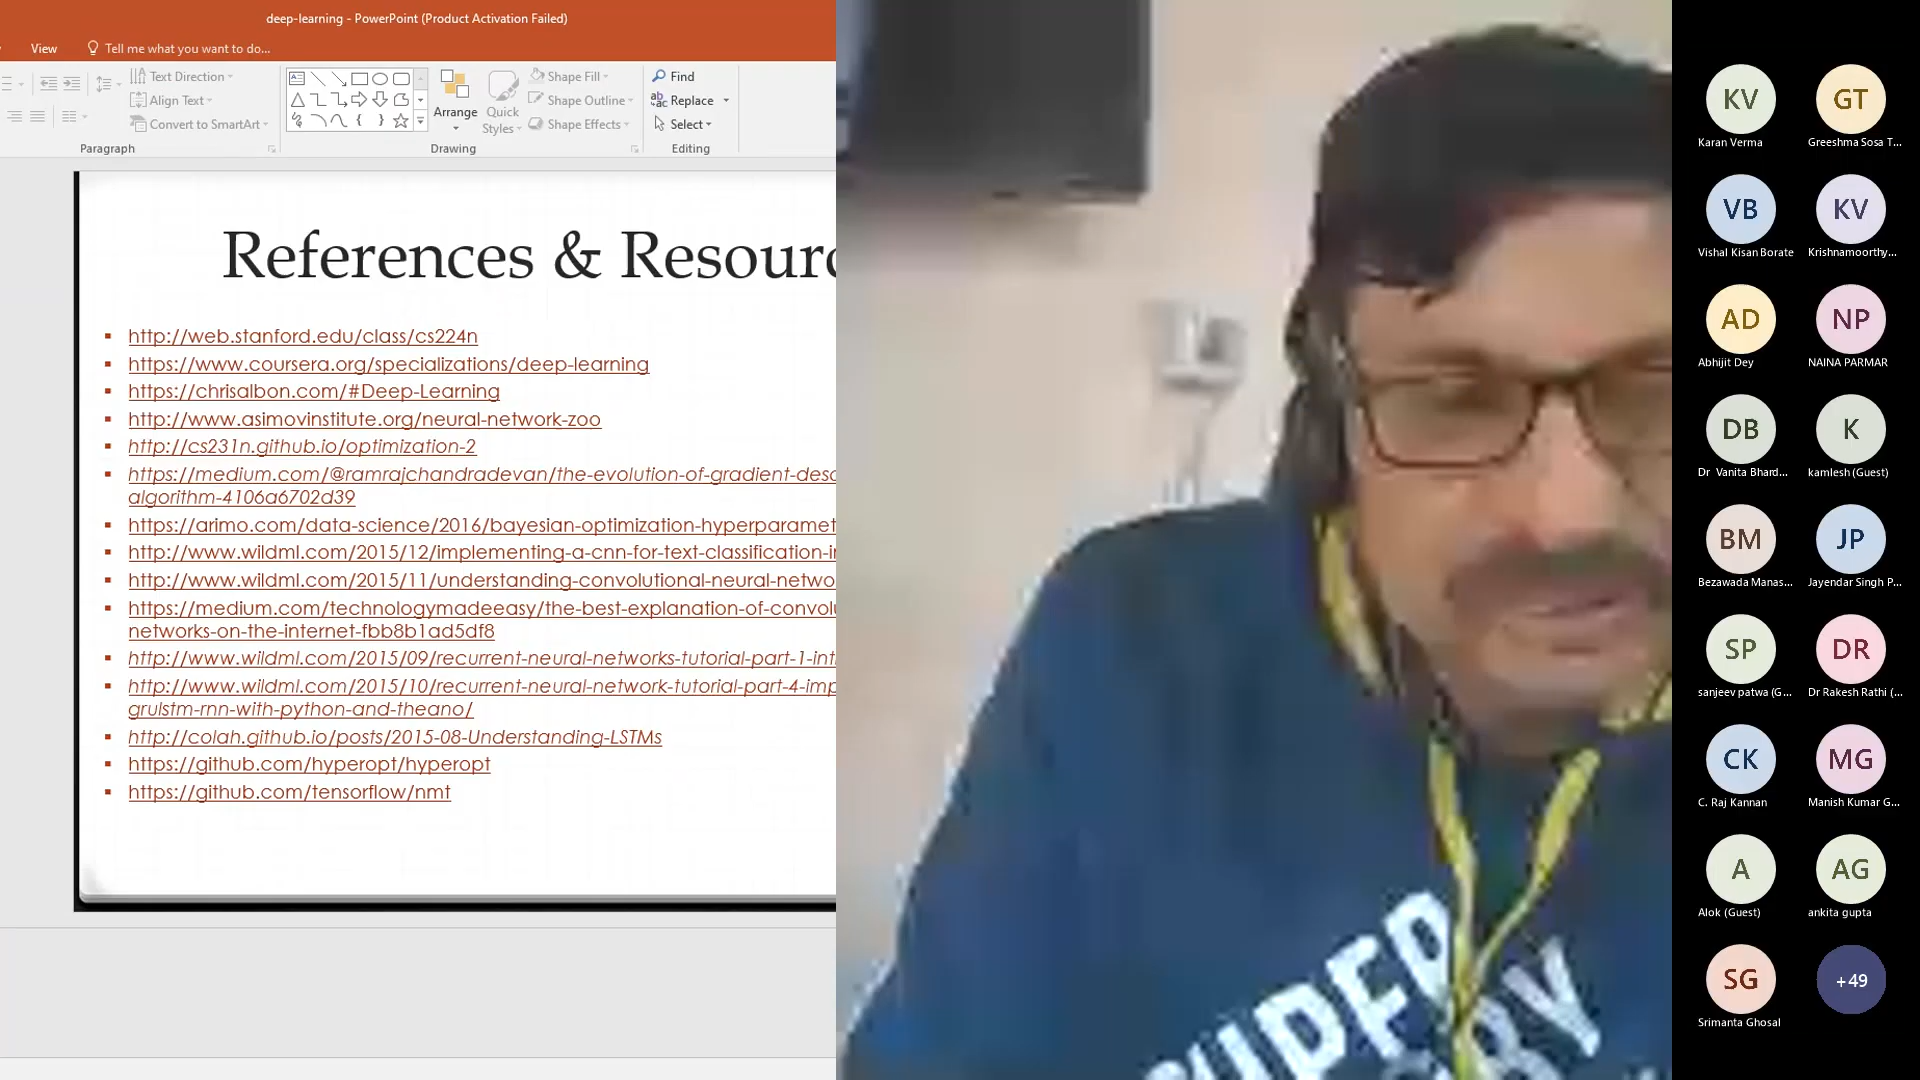 deep-learning - PowerPoint (Product Activation Failed)
View
Tell me what you want to do...
Text Direction
Align Text
Convert to SmartArt
Paragraph
Arrange
Quick
Styles
Shape Fill
Shape Outline
Shape Effects
Drawing
Find
Replace
Select
Editing
References & Resourc
http://web.stanford.edu/class/cs224n
https://www.coursera.org/specializations/deep-learning
https://chrisalbon.com/#Deep-Learning
http://www.asimovinstitute.org/neural-network-zoo
http://cs231n.github.io/optimization-2
https://medium.com/@ramrajchandradevan/the-evolution-of-gradient-desc
algorithm-4106a6702d39
https://arimo.com/data-science/2016/bayesian-optimization-hyperparamet
http://www.wildml.com/2015/12/implementing-a-cnn-for-text-classification-in
http://www.wildml.com/2015/11/understanding-convolutional-neural-netwo
https://medium.com/technologymadeeasy/the-best-explanation-of-convolu
networks-on-the-internet-fbb8b1ad5df8
http://www.wildml.com/2015/09/recurrent-neural-networks-tutorial-part-1-int
http://www.wildml.com/2015/10/recurrent-neural-network-tutorial-part-4-imp
grulstm-rnn-with-python-and-theano/
http://colah.github.io/posts/2015-08-Understanding-LSTMs
https://github.com/hyperopt/hyperopt
https://github.com/tensorflow/nmt
SUPER
KV
Karan Verma
GT
Greeshma Sosa T...
VB
Vishal Kisan Borate
KV
Krishnamoorthy...
AD
Abhijit Dey
NP
NAINA PARMAR
DB
Dr Vanita Bhard...
K
kamlesh (Guest)
BM
Bezawada Manas...
JP
Jayendar Singh P...
SP
sanjeev patwa (G...
DR
Dr Rakesh Rathi (...
CK
C. Raj Kannan
MG
Manish Kumar G...
A
Alok (Guest)
AG
ankita gupta
SG
Srimanta Ghosal
+49